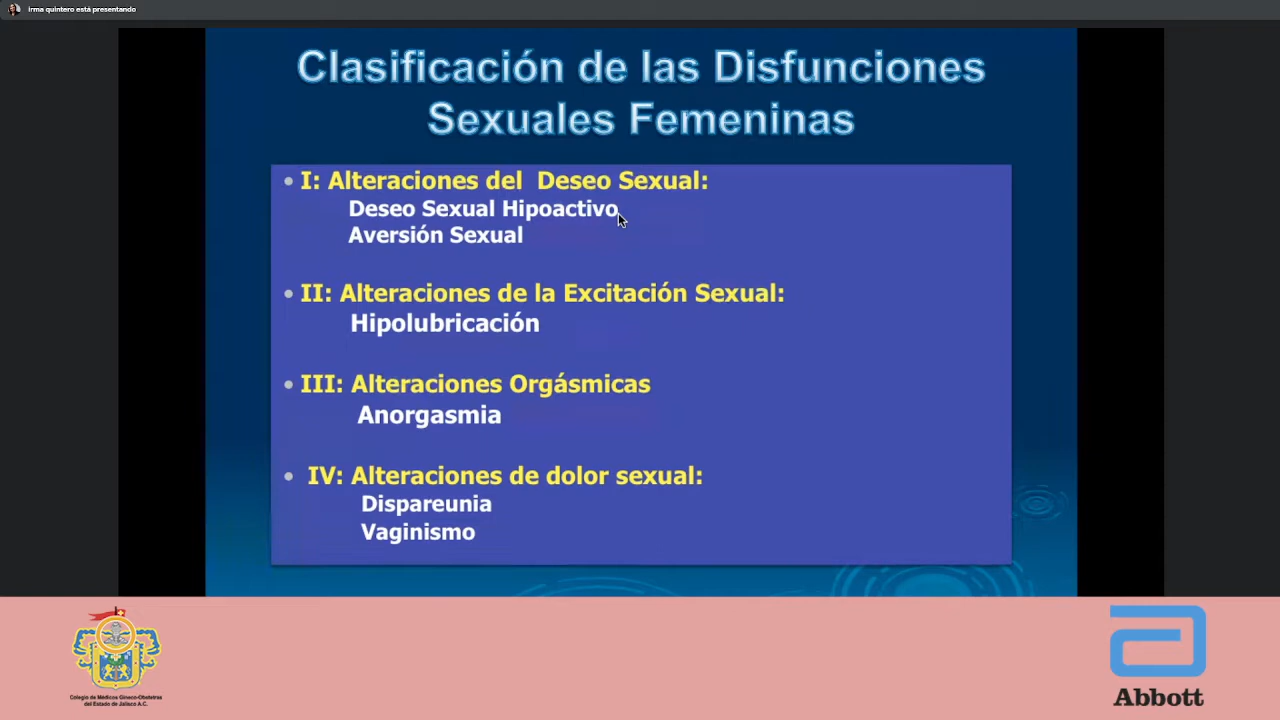 irma quintero está presentando
Clasificación de las Disfunciones
Sexuales Femeninas
• I: Alteraciones del Deseo Sexual:
Deseo Sexual Hipoactivo
Aversión Sexual
• II: Alteraciones de la Excitación Sexual:
Hipolubricación
• III: Alteraciones Orgásmicas
Anorgasmia
• IV: Alteraciones de dolor sexual:
Dispareunia
Vaginismo
Colegio de Médicos Gineco-Obstetras
del Estado de Jalisco A.C.
Abbott